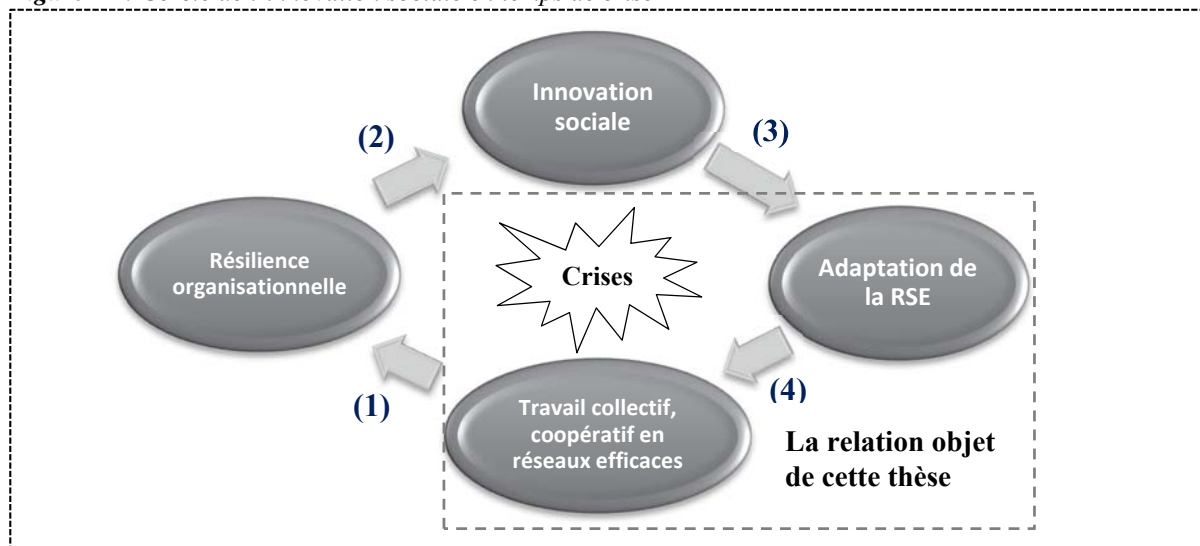 Innovation
sociale
(2)
(3)
Résilience
organisationnelle
Crises
Adaptation de
la RSE
(1)
Travail collectif,
coopératif en
réseaux efficaces
(4)
La relation objet
de cette thèse